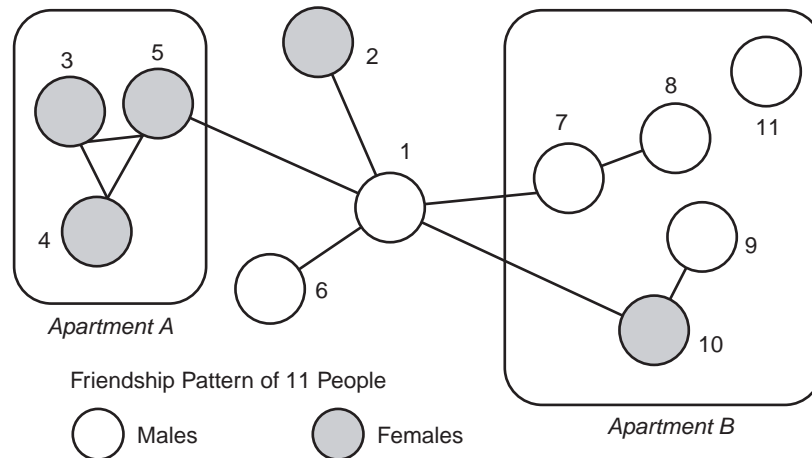 3
5
2
8
7
11
1
4
9
6
10
Apartment A
Friendship Pattern of 11 People
Apartment B
Males
Females